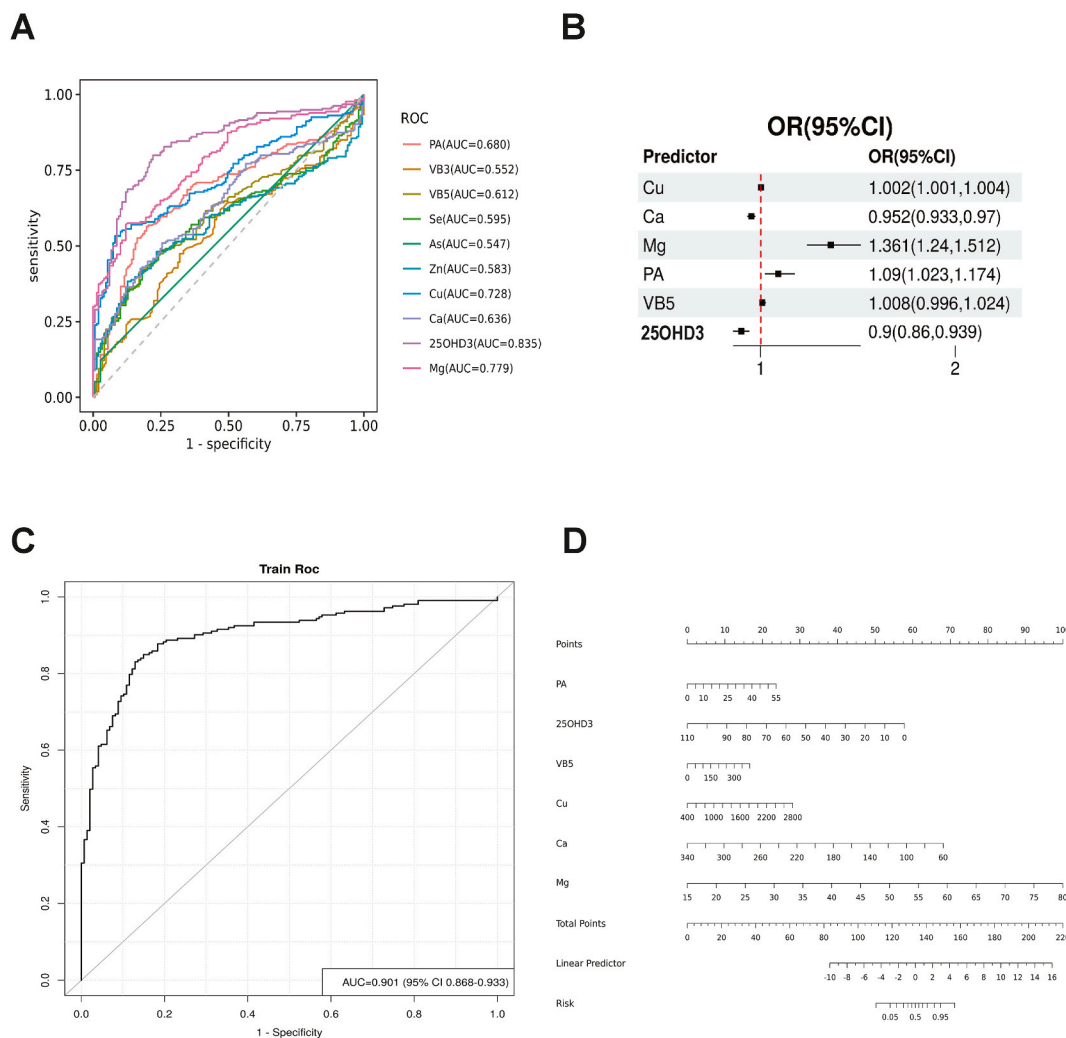 A
sensitivity
1.00
0.75
0.50
0.25
0.00
0.00 0.25 0.50 0.75 1.00
1 - specificity
ROC
PA(AUC=0.680)
VB3(AUC=0.552)
VB5(AUC=0.612)
Se(AUC=0.595)
As(AUC=0.547)
Zn(AUC=0.583)
Cu(AUC=0.728)
Ca(AUC=0.636)
25OHD3(AUC=0.835)
Mg(AUC=0.779)
B
OR(95%CI)
Predictor OR(95%CI)
Cu 1.002(1.001,1.004)
Ca 0.952(0.933,0.97)
Mg 1.361(1.24,1.512)
PA 1.09(1.023,1.174)
VB5 1.008(0.996,1.024)
25OHD3 0.9(0.86,0.939)
1 2
C
Train Roc
Sensitivity
1.0
0.8
0.6
0.4
0.2
0.0
AUC=0.901 (95% CI 0.868-0.933)
0.0 0.2 0.4 0.6 0.8 1.0
1 - Specificity
D
0 10 20 30 40 50 60 70 80 90 100
Points
PA
0 10 25 40 55
25OHD3
110 90 80 70 60 50 40 30 20 10 0
VB5
0 150 300
Cu
400 1000 1600 2200 2800
Ca
340 300 260 220 180 140 100 60
Mg
15 20 25 30 35 40 45 50 55 60 65 70 75 80
Total Points
0 20 40 60 80 100 120 140 160 180 200 220
Linear Predictor
-10 -8 -6 -4 -2 0 2 4 6 8 10 12 14 16
Risk
0.05 0.5 0.95